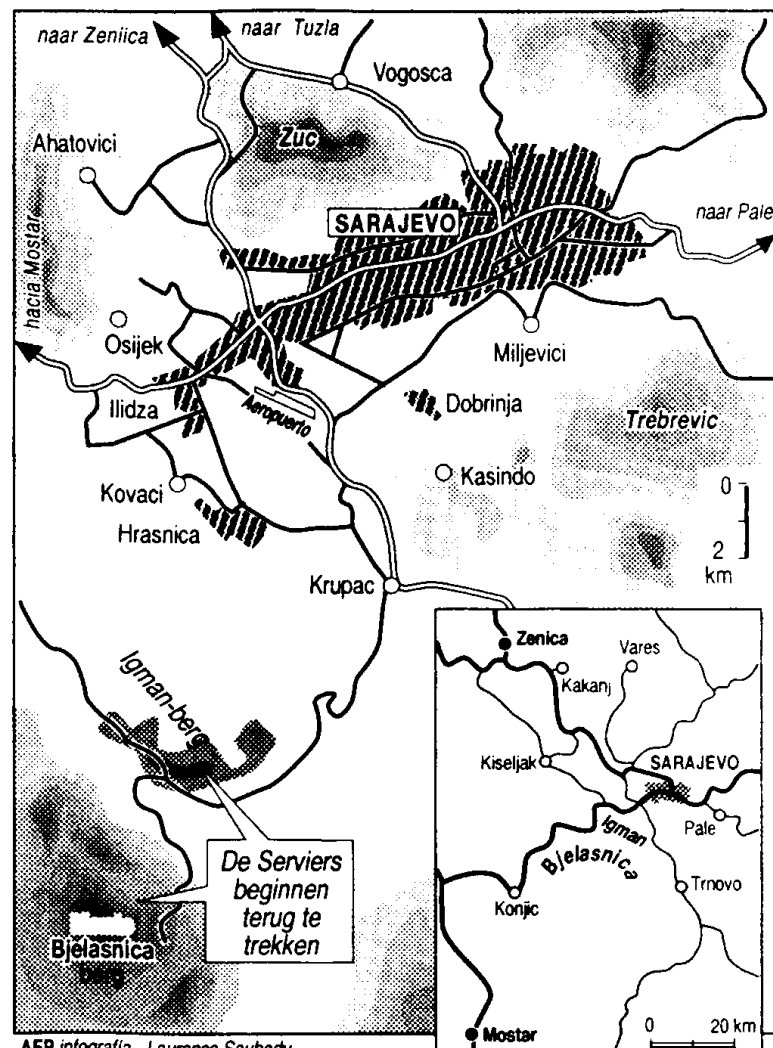 naar Zeniica
naar Tuzla
Vogosca
Zuc
Ahatovici
SARAJEVO
naar Pale
hacia Mostar
Osijek
Miljevici
Ilidza
Aeropuerto
Dobrinja
Trebrevic
Kasindo
Kovaci
Hrasnica
0
2
km
Krupac
Igman-berg
De Serviers
beginnen
terug te
trekken
Bjelasnica
berg
Zenica
Vares
Kakanj
Kiseljak
SARAJEVO
Pale
Igman
Bjelasnica
Konjic
Trnovo
Mostar
0 20 km
AFP infografía - Laurence Saubadu